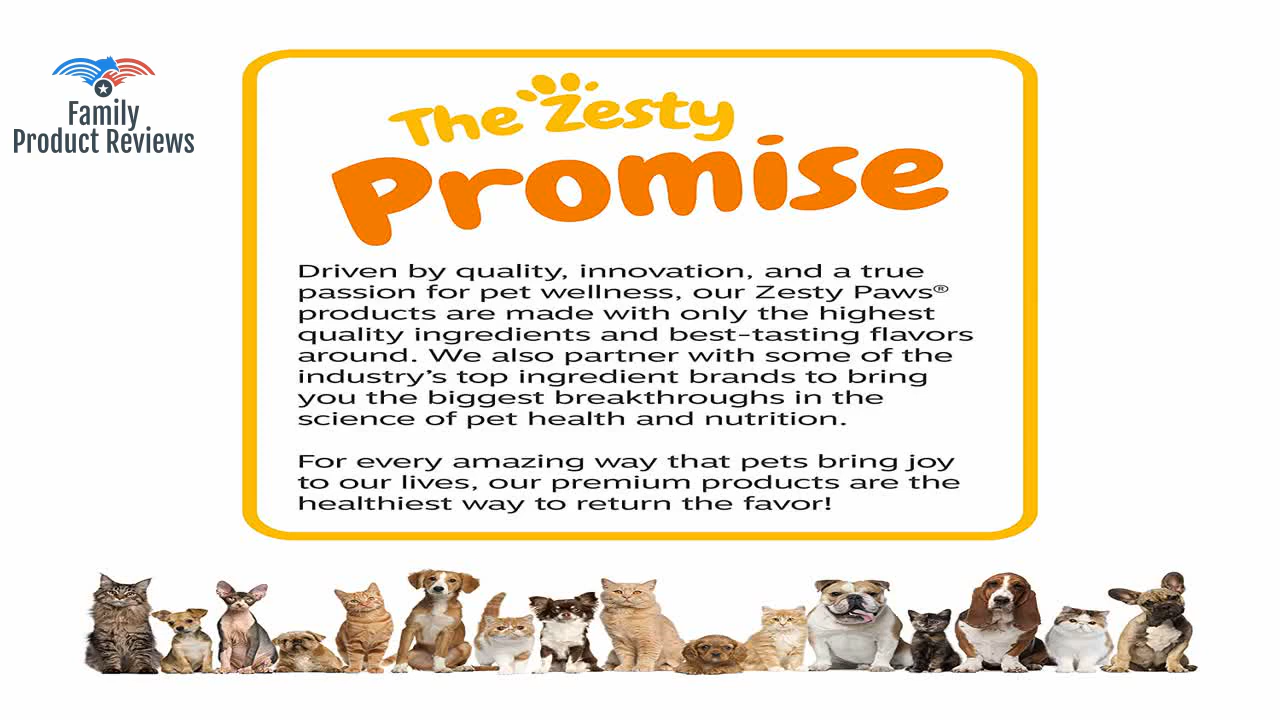 Family
Product Reviews
The Zesty
Promise
Driven by quality, innovation, and a true
passion for pet wellness, our Zesty Paws®
products are made with only the highest
quality ingredients and best-tasting flavors
around. We also partner with some of the
industry’s top ingredient brands to bring
you the biggest breakthroughs in the
science of pet health and nutrition.
For every amazing way that pets bring joy
to our lives, our premium products are the
healthiest way to return the favor!